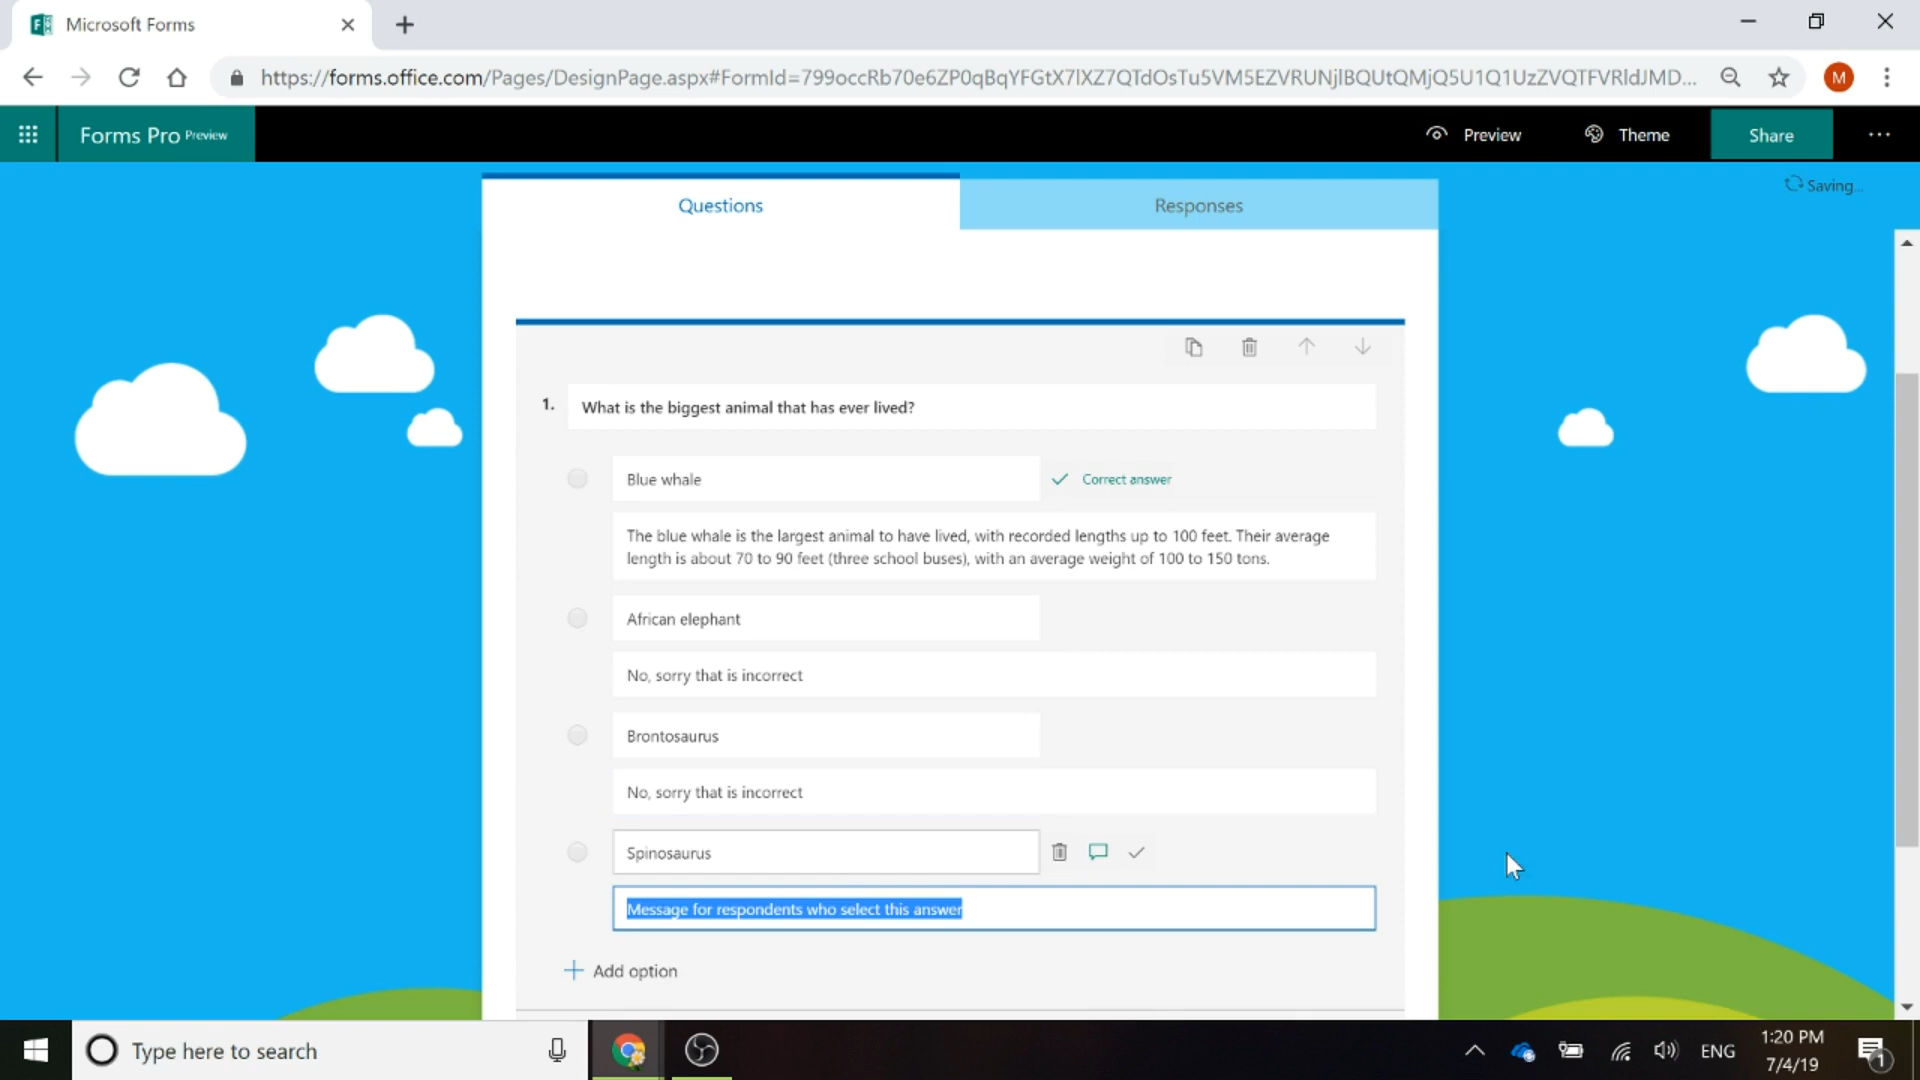 Microsoft Forms
https://forms.office.com/Pages/DesignPage.aspx#FormId=799occRb70e6ZP0qBqYFGtX7lXZ7QTdOsTu5VM5EZVRUNjlBQUtQMjQ5U1Q1UzZVQTFVRldJMD...
M
Forms Pro Preview
Preview
Theme
Share
Saving...
Questions
Responses
1. What is the biggest animal that has ever lived?
Blue whale
Correct answer
The blue whale is the largest animal to have lived, with recorded lengths up to 100 feet. Their average
length is about 70 to 90 feet (three school buses), with an average weight of 100 to 150 tons.
African elephant
No, sorry that is incorrect
Brontosaurus
No, sorry that is incorrect
Spinosaurus
Message for respondents who select this answer
Add option
Type here to search
ENG
1:20 PM
7/4/19
1